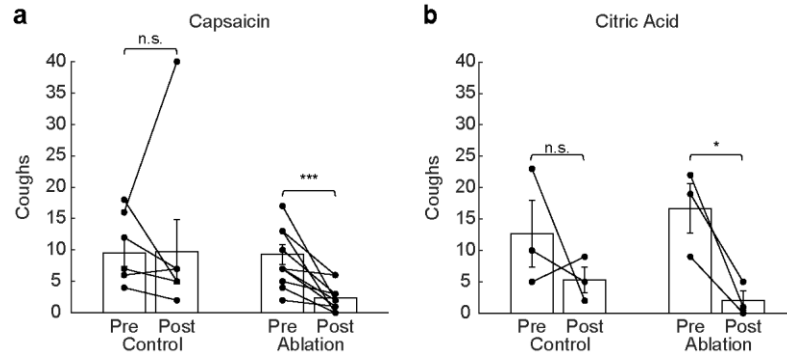 a
Capsaicin
n.s.
***
Coughs
40
35
30
25
20
15
10
5
0
Pre Post Pre Post
Control Ablation
b
Citric Acid
n.s.
*
Coughs
40
35
30
25
20
15
10
5
0
Pre Post Pre Post
Control Ablation